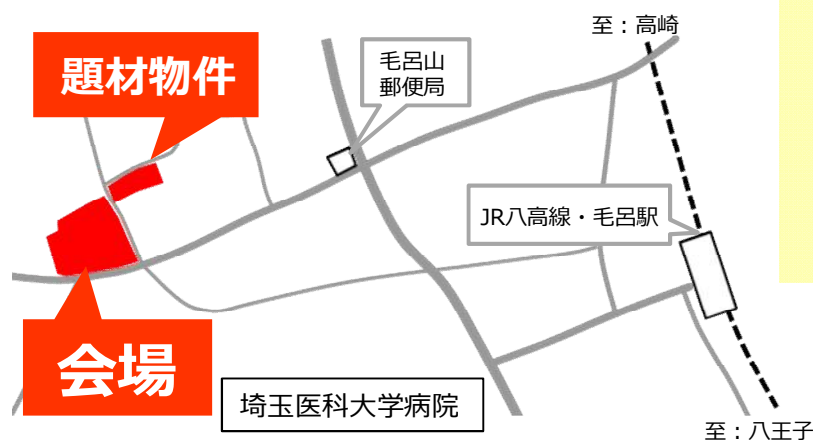 至：高崎
毛呂山
郵便局
題材物件
JR八高線・毛呂駅
会場
埼玉医科大学病院
至：八王子